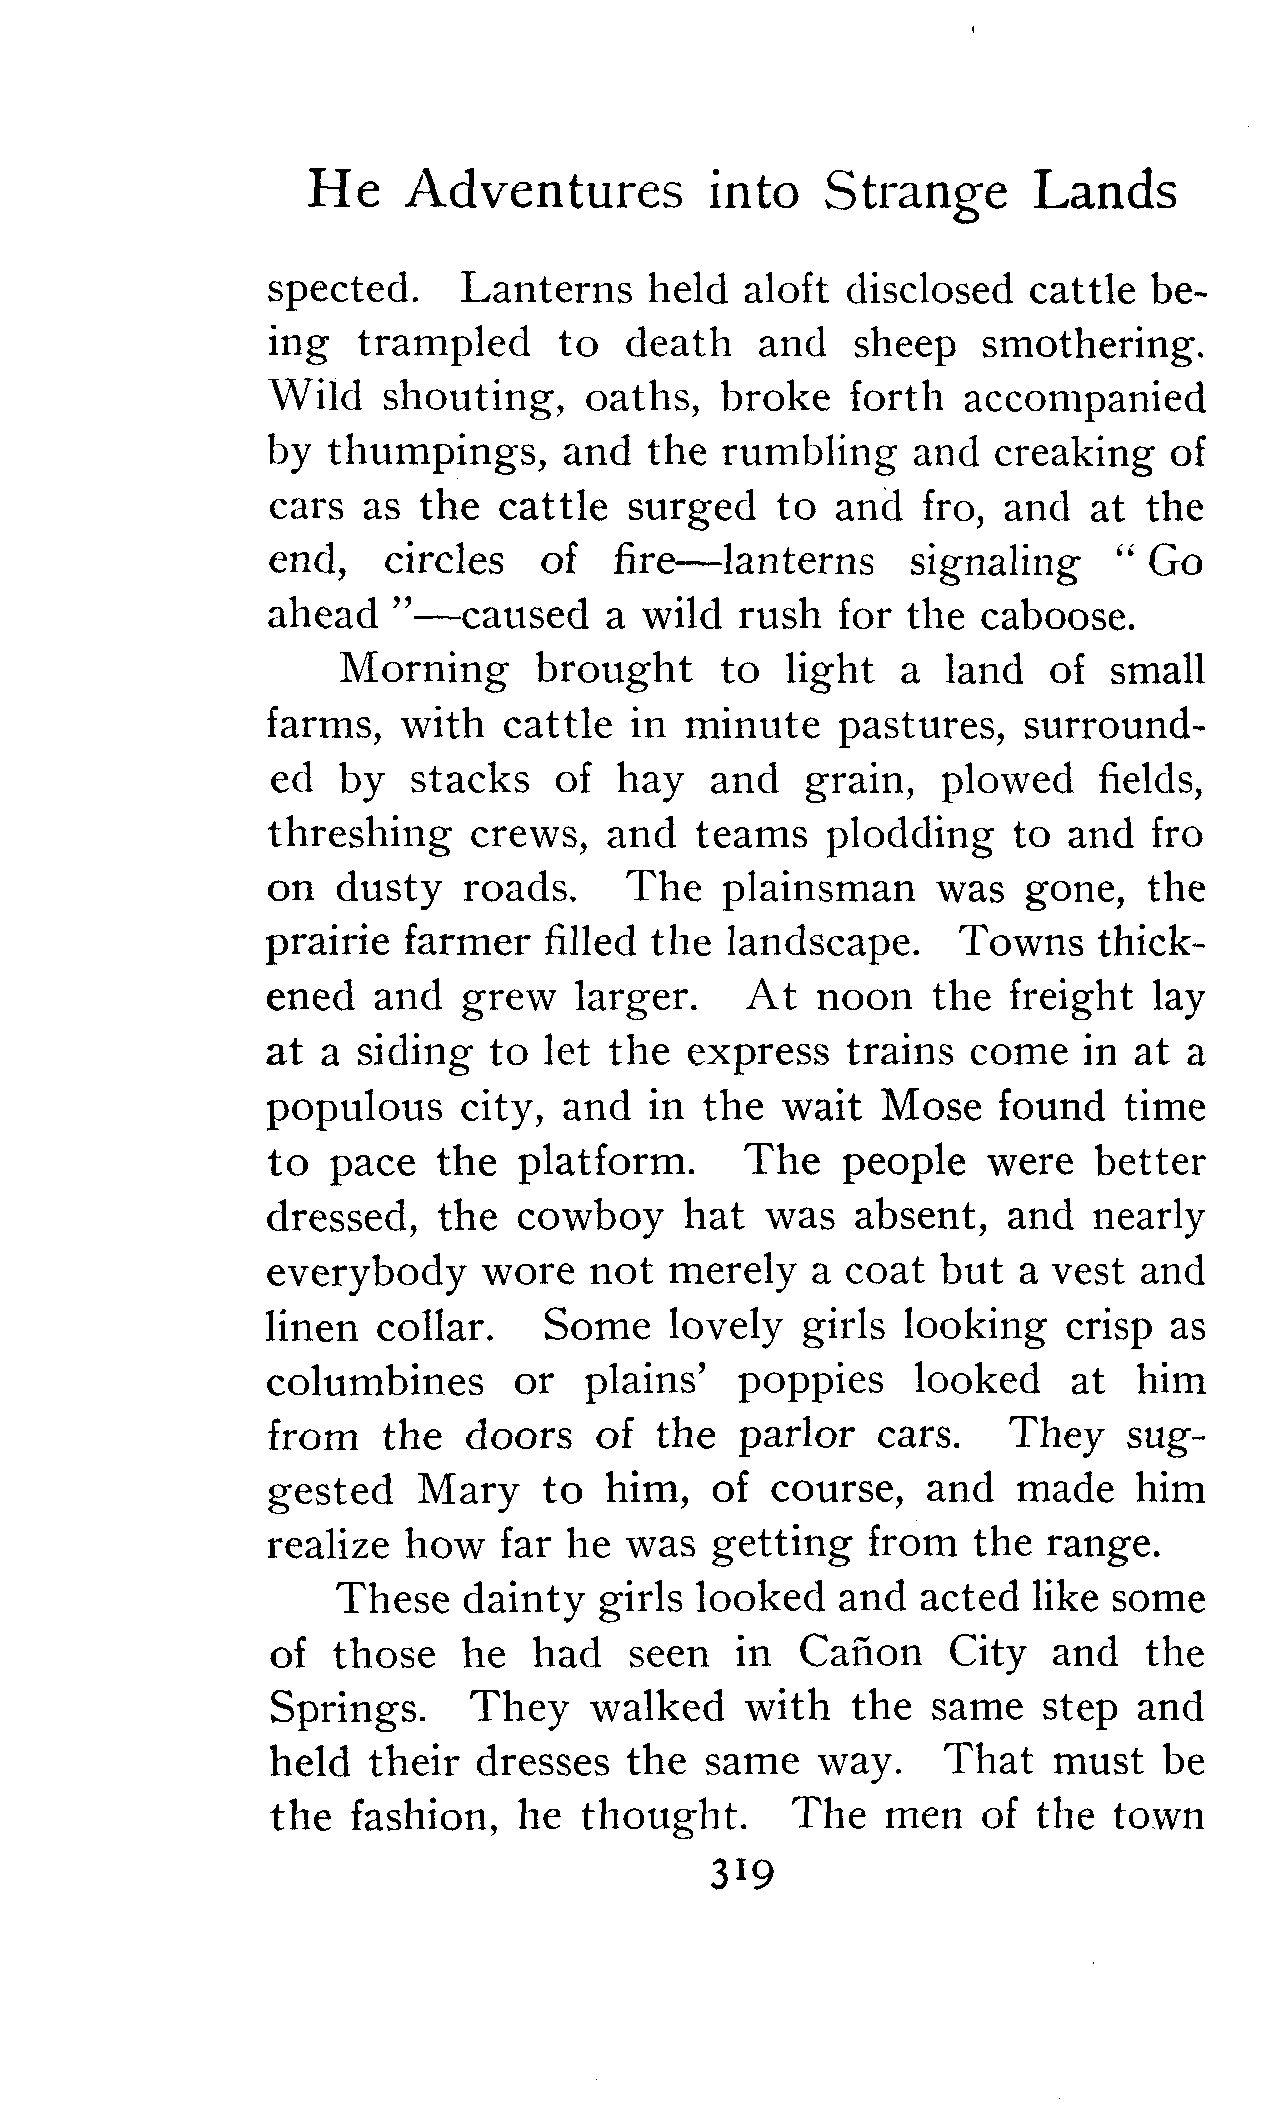 He Adventures into Strange Lands
spected. Lanterns held aloft disclosed cattle be-
ing trampled to death and sheep smothering.
Wild shouting, oaths, broke forth accompanied
by thumpings, and the rumbling and creaking of
cars as the cattle surged to and fro, and at the
end, circles of fire—lanterns signaling “ Go
ahead ”—caused a wild rush for the caboose.
Morning brought to light a land of small
farms, with cattle in minute pastures, surround-
ed by stacks of hay and grain, plowed fields,
threshing crews, and teams plodding to and fro
on dusty roads. The plainsman was gone, the
prairie farmer filled the landscape. Towns thick-
ened and grew larger. At noon the freight lay
at a siding to let the express trains come in at a
populous city, and in the wait Mose found time
to pace the platform. The people were better
dressed, the cowboy hat was absent, and nearly
everybody wore not merely a coat but a vest and
linen collar. Some lovely girls looking crisp as
columbines or plains’ poppies looked at him
from the doors of the parlor cars. They sug-
gested Mary to him, of course, and made him
realize how far he was getting from the range.
These dainty girls looked and acted like some
of those he had seen in Cañon City and the
Springs. They walked with the same step and
held their dresses the same way. That must be
the fashion, he thought. The men of the town
319